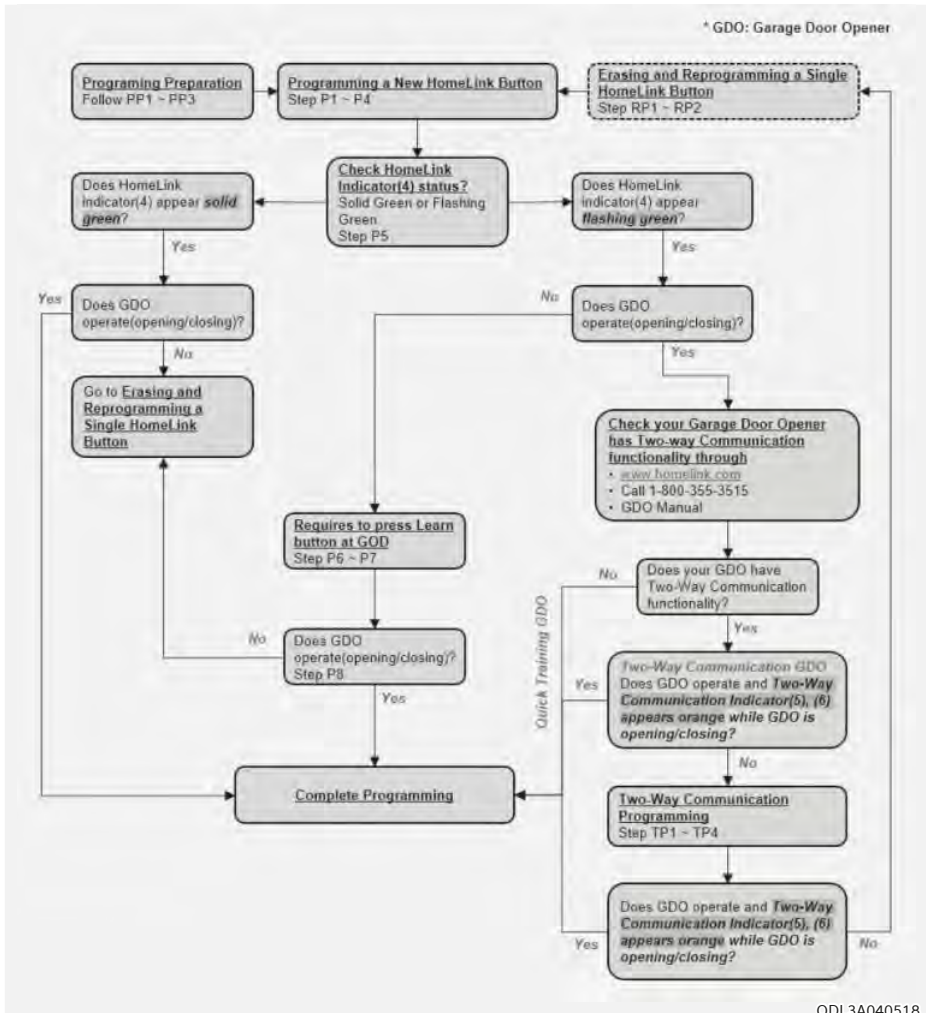 * GDO: Garage Door Opener
Programing Preparation
Follow PP1 ~ PP3
Programming a New HomeLink Button
Step P1 ~ P4
Erasing and Reprogramming a Single
HomeLink Button
Step RP1 ~ RP2
Check HomeLink
Indicator(4) status?
Solid Green or Flashing
Green
Step P5
Does HomeLink
indicator(4) appear solid
green?
Does HomeLink
indicator(4) appear
flashing green?
Yes
Yes
Yes
Does GDO
operate(opening/closing)?
No
Does GDO
operate(opening/closing)?
No
Yes
Go to Erasing and
Reprogramming a
Single HomeLink
Button
Check your Garage Door Opener
has Two-way Communication
functionality through
• www.homelink.com
• Call 1-800-355-3515
• GDO Manual
Requires to press Learn
button at GOD
Step P6 ~ P7
No
Does your GDO have
Two-Way Communication
functionality?
Yes
Quick Training GDO
No
Does GDO
operate(opening/closing)?
Step P8
Yes
Yes
Two-Way Communication GDO
Does GDO operate and Two-Way
Communication Indicator(5), (6)
appears orange while GDO is
opening/closing?
No
Complete Programming
Two-Way Communication
Programming
Step TP1 ~ TP4
Does GDO operate and Two-Way
Communication Indicator(5), (6)
appears orange while GDO is
opening/closing?
Yes
No
ODL3A040518